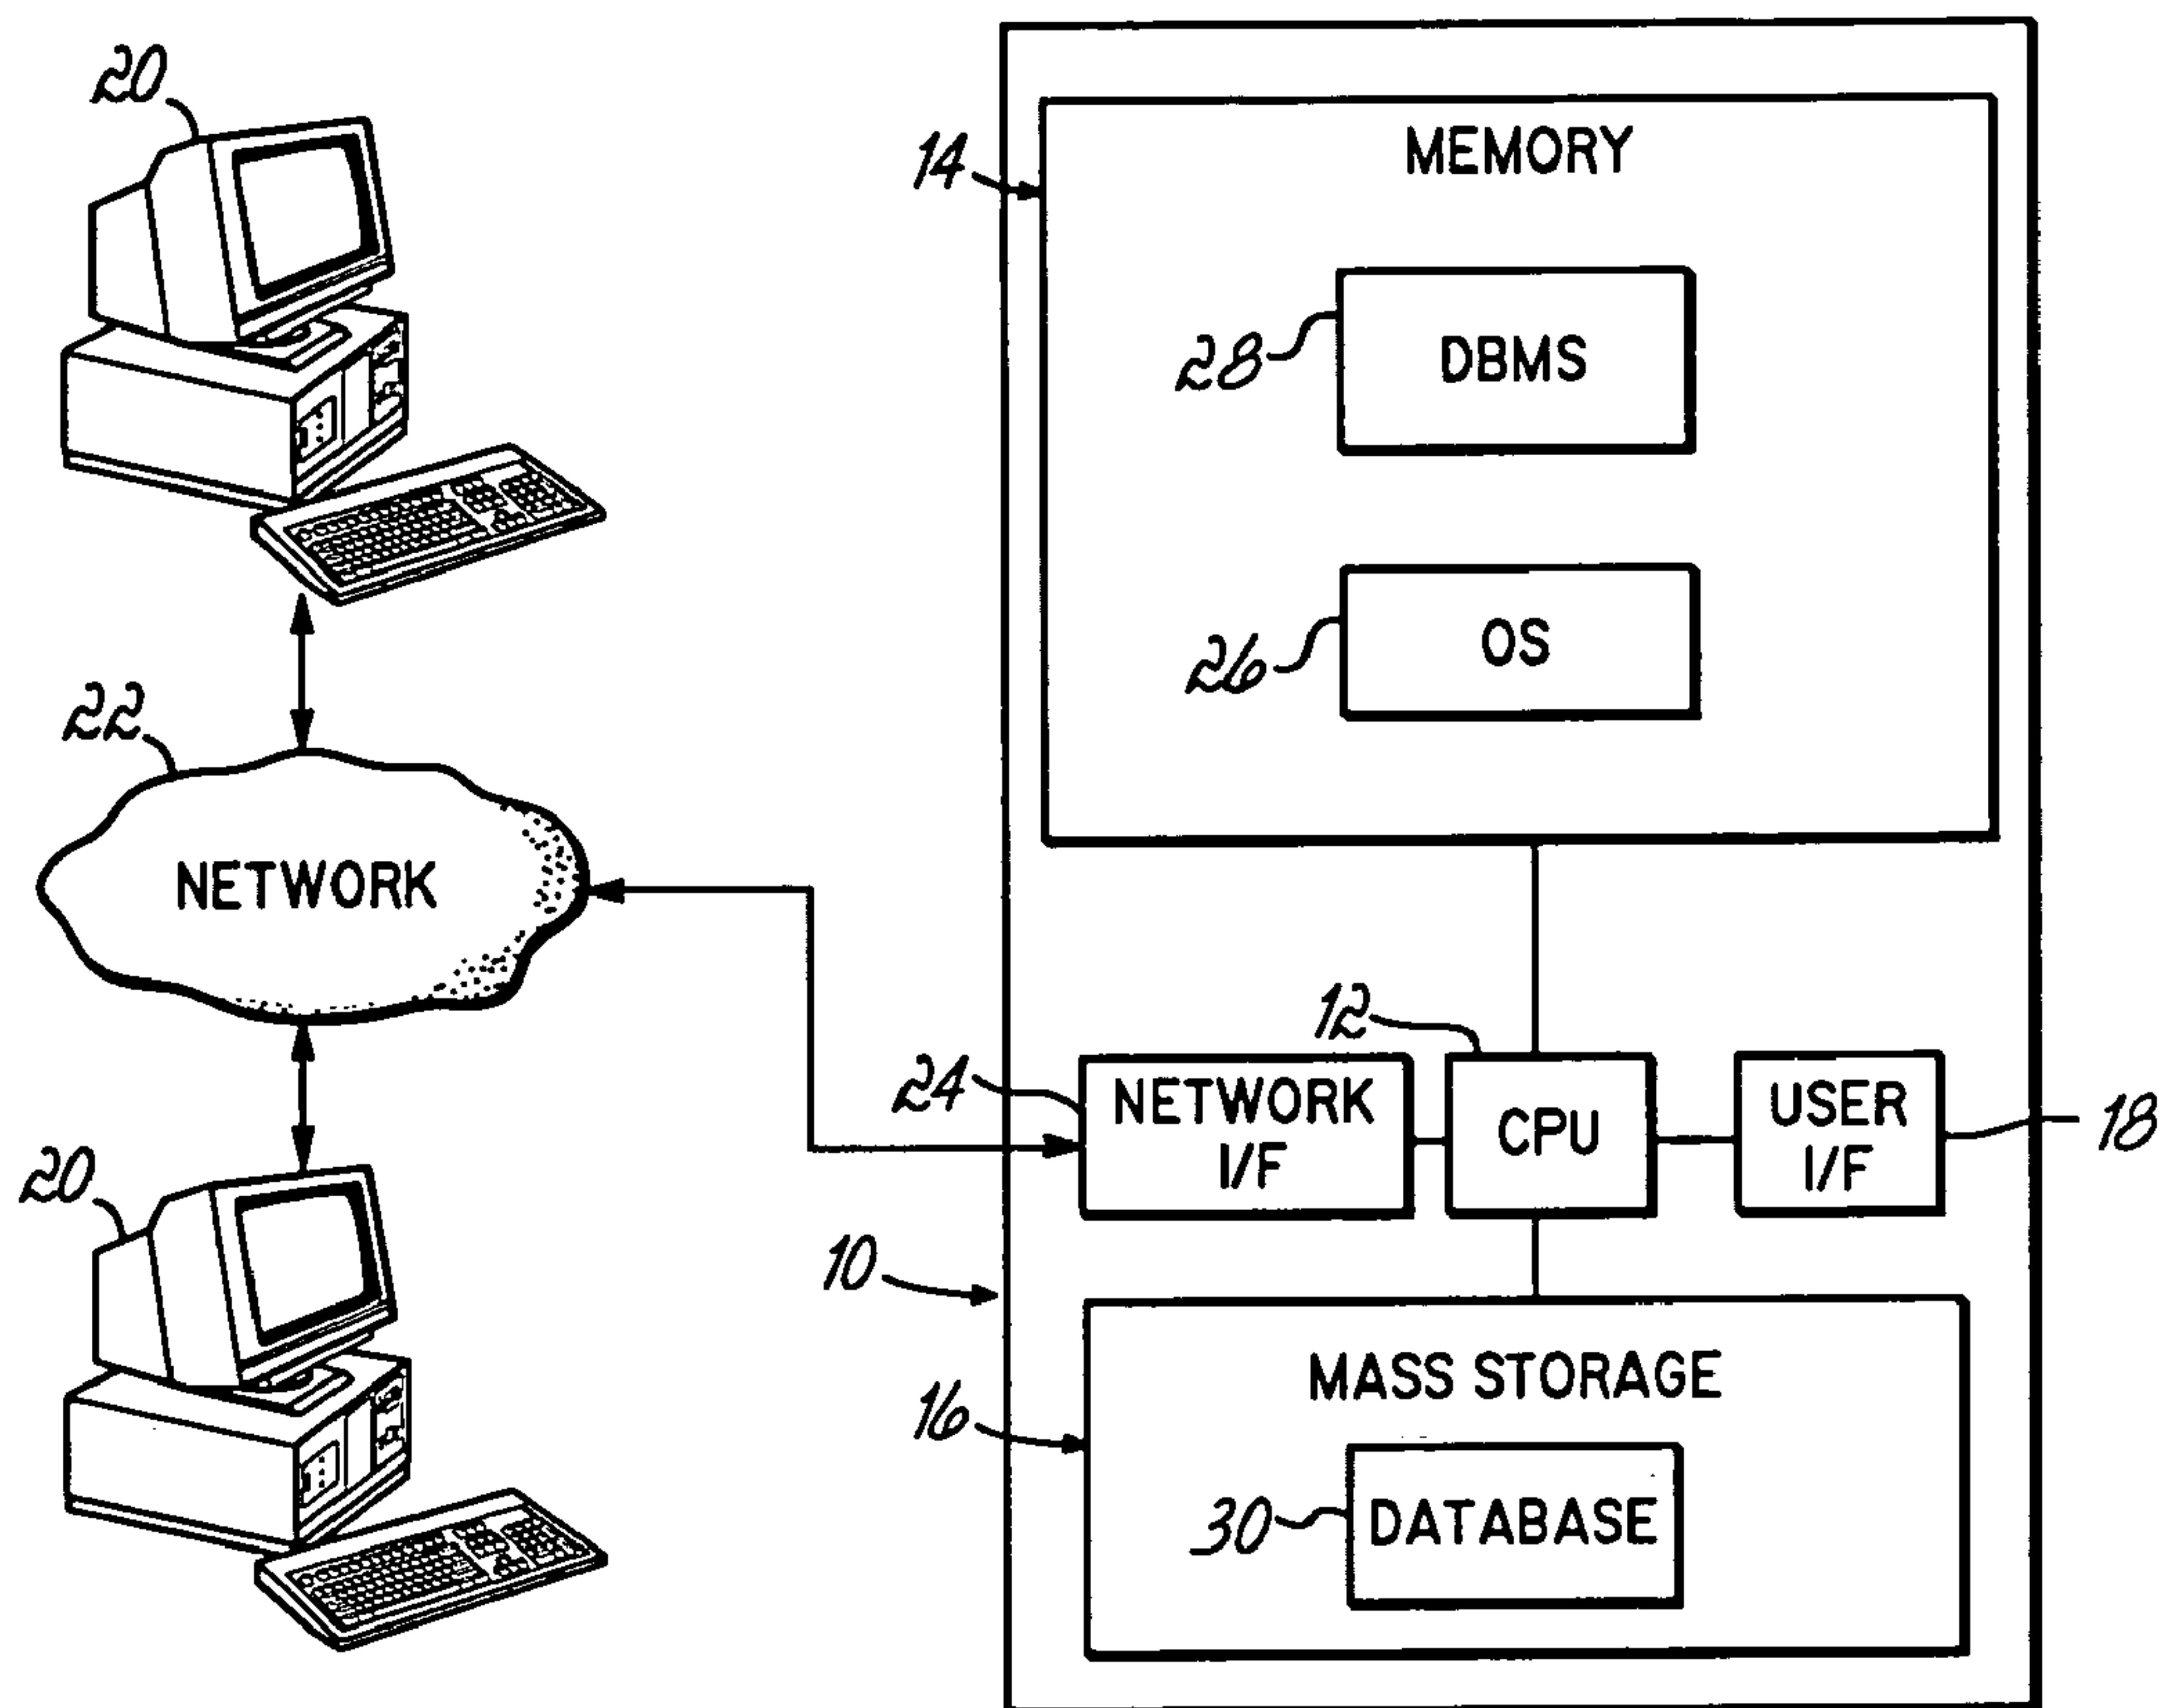 20
14
MEMORY
28
DBMS
26
OS
22
NETWORK
12
24
NETWORK
I/F
CPU
USER
I/F
18
20
10
16
MASS STORAGE
30
DATABASE